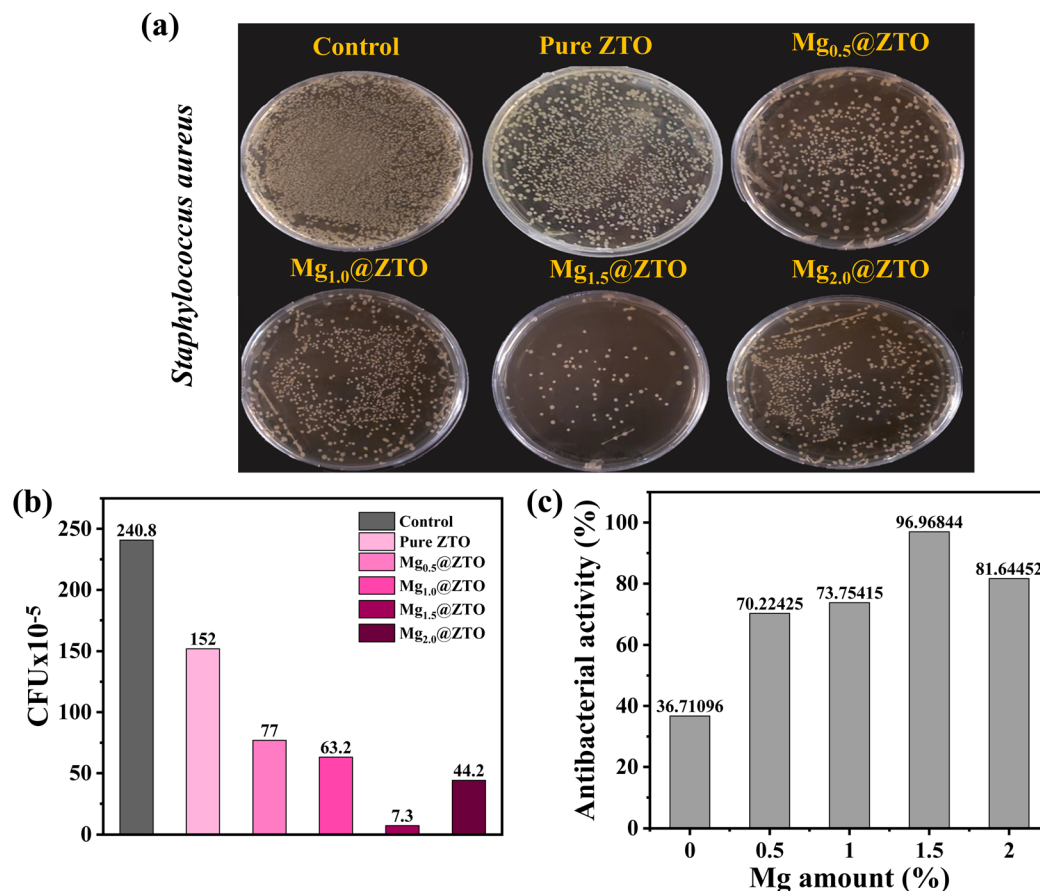 (a)
Control
Pure ZTO
Mg0.5@ZTO
Staphylococcus aureus
Mg1.0@ZTO
Mg1.5@ZTO
Mg2.0@ZTO
(b)
CFUx10-5
250
200
150
100
50
0
240.8
152
77
63.2
7.3
44.2
Control
Pure ZTO
Mg0.5@ZTO
Mg1.0@ZTO
Mg1.5@ZTO
Mg2.0@ZTO
(c)
Antibacterial activity (%)
100
80
60
40
20
0
36.71096
70.22425
73.75415
96.96844
81.64452
0 0.5 1 1.5 2
Mg amount (%)